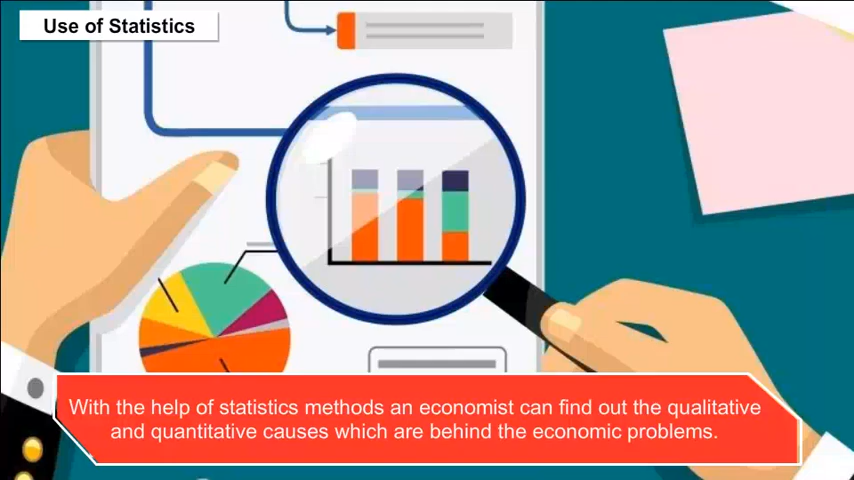 Use of Statistics
With the help of statistics methods an economist can find out the qualitative
and quantitative causes which are behind the economic problems.